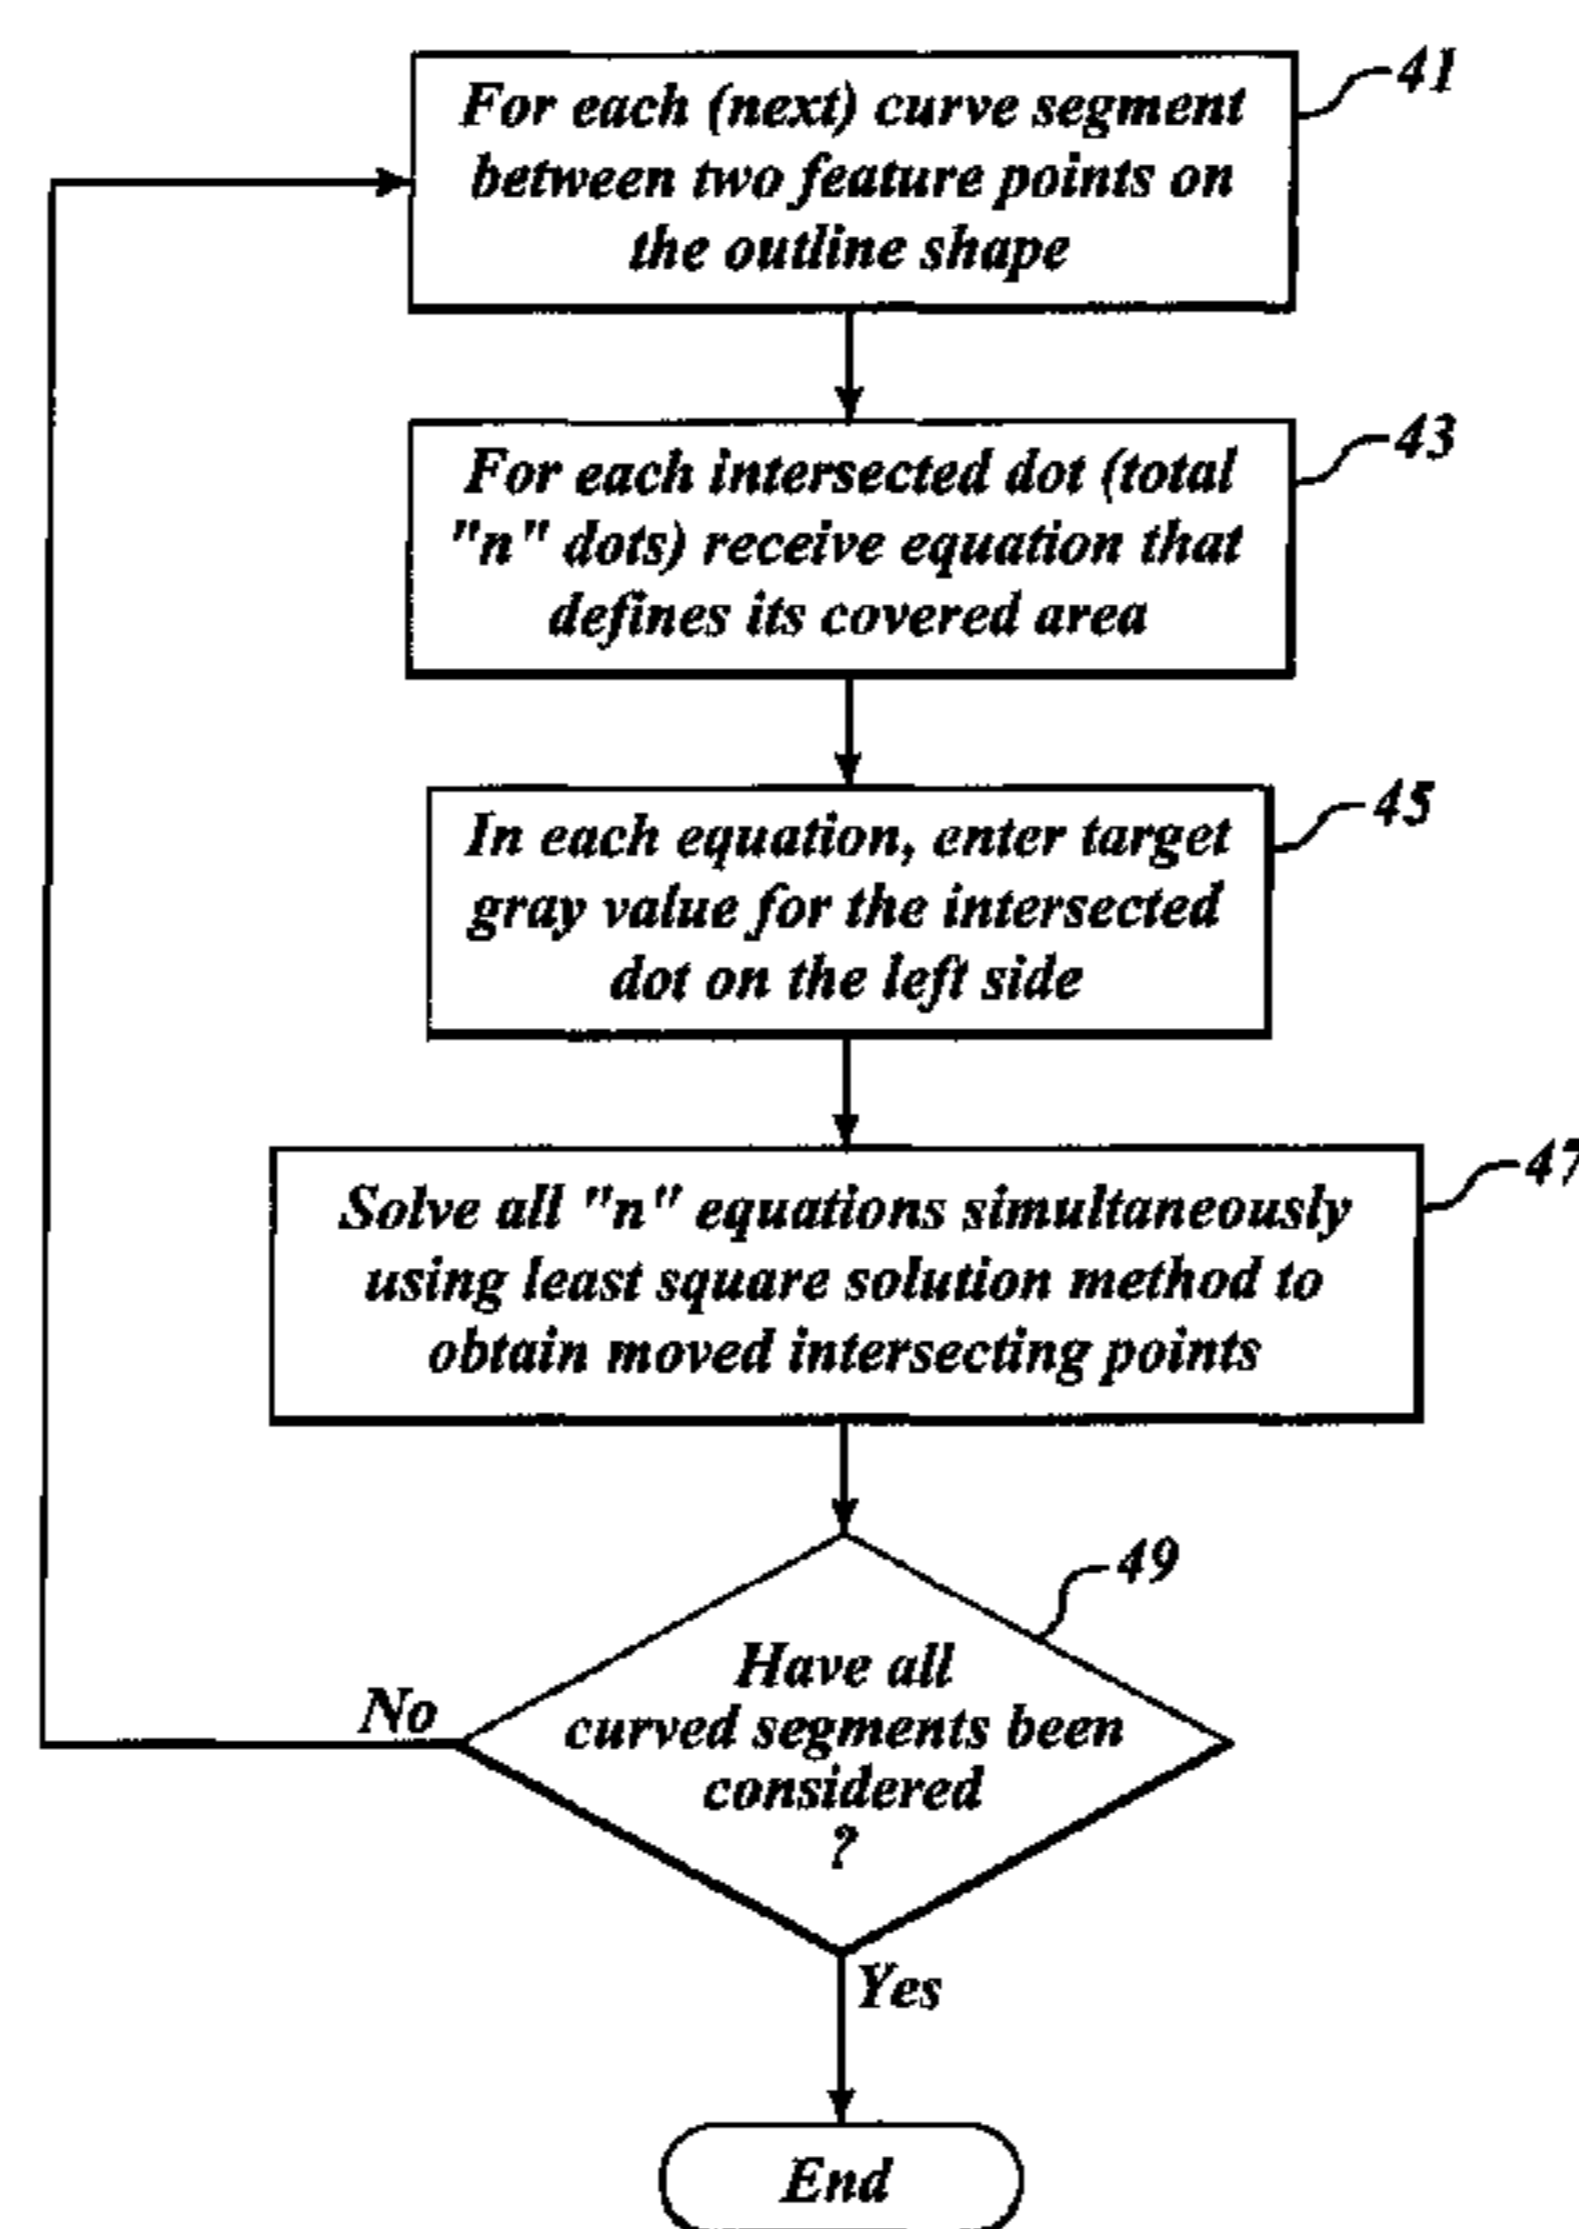 For each (next) curve segment
between two feature points on
the outline shape
41
For each intersected dot (total
"n" dots) receive equation that
defines its covered area
43
In each equation, enter target
gray value for the intersected
dot on the left side
45
Solve all "n" equations simultaneously
using least square solution method to
obtain moved intersecting points
47
Have all
curved segments been
considered
?
49
No
Yes
End